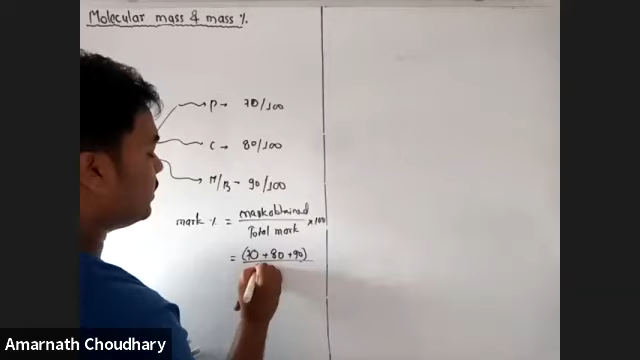 Molecular mass & mass %.
P → 70/100
C → 80/100
M/B → 90/100
mark % = mark obtained / Total mark × 100
= (70 + 80 + 90)
Amarnath Choudhary